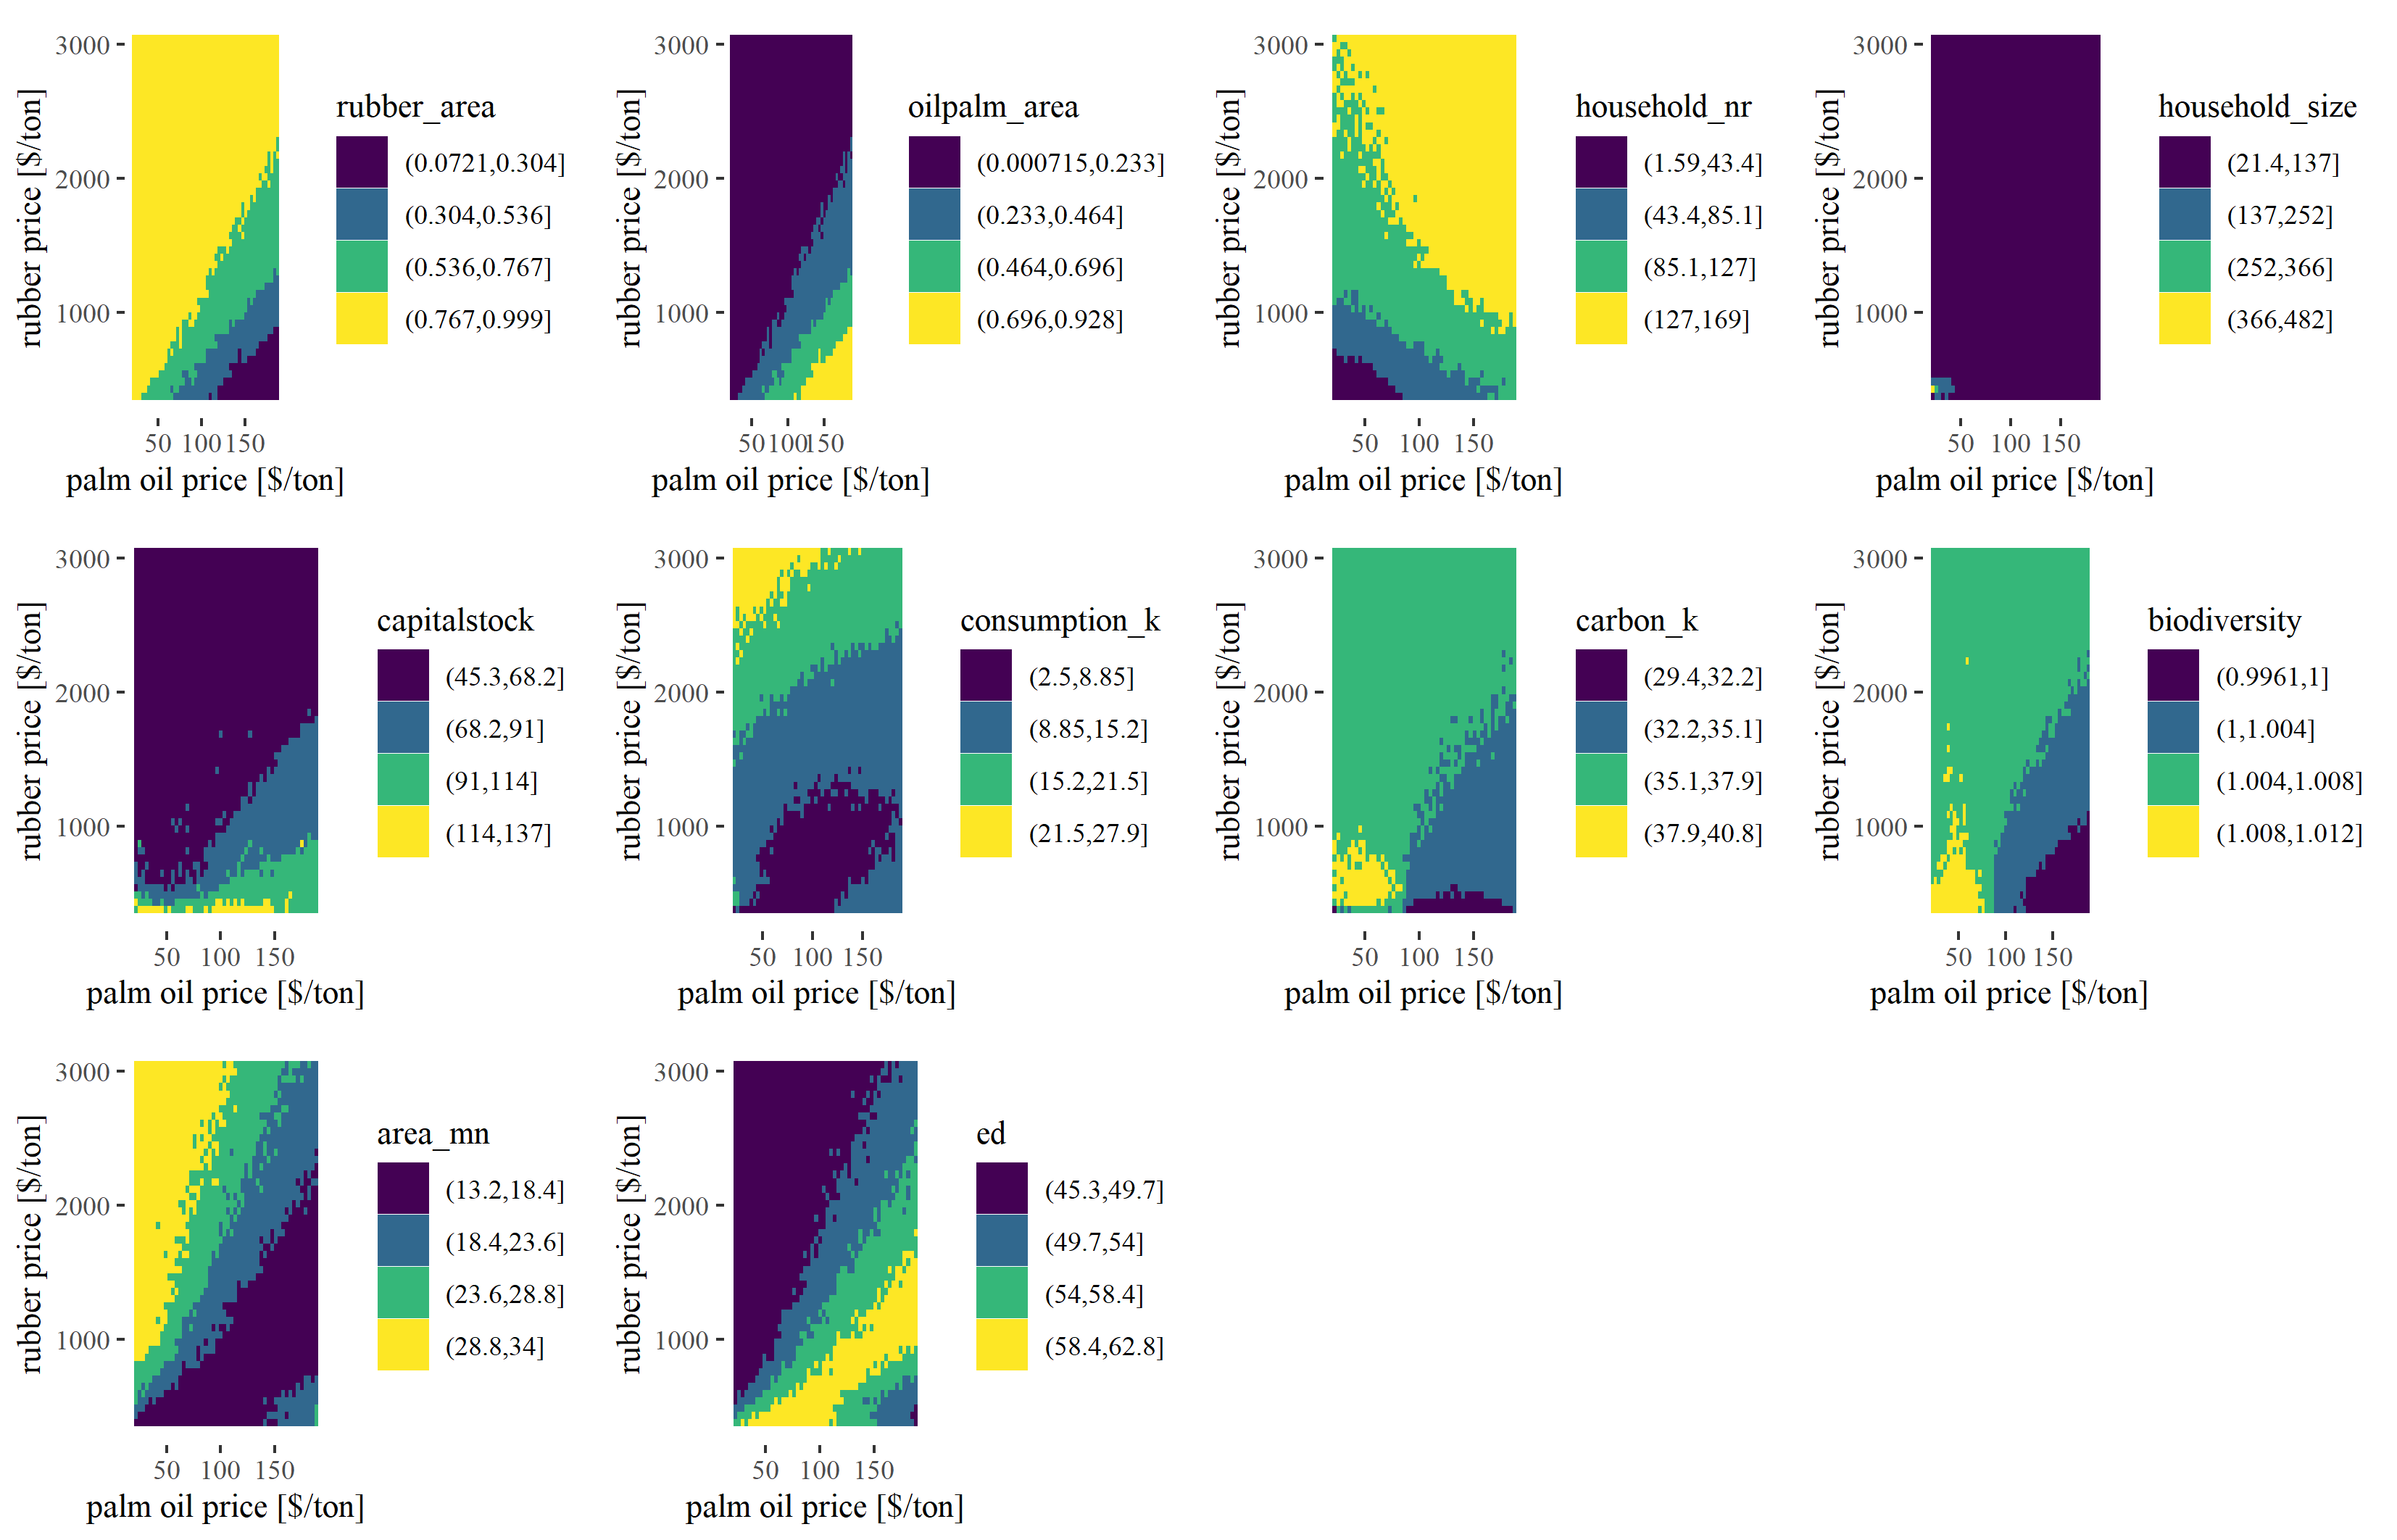 rubber price [$/ton]
3000
2000
1000
50 100 150
palm oil price [$/ton]
rubber_area
(0.0721,0.304]
(0.304,0.536]
(0.536,0.767]
(0.767,0.999]
rubber price [$/ton]
3000
2000
1000
50 100 150
palm oil price [$/ton]
oilpalm_area
(0.000715,0.233]
(0.233,0.464]
(0.464,0.696]
(0.696,0.928]
rubber price [$/ton]
3000
2000
1000
50 100 150
palm oil price [$/ton]
household_nr
(1.59,43.4]
(43.4,85.1]
(85.1,127]
(127,169]
rubber price [$/ton]
3000
2000
1000
50 100 150
palm oil price [$/ton]
household_size
(21.4,137]
(137,252]
(252,366]
(366,482]
rubber price [$/ton]
3000
2000
1000
50 100 150
palm oil price [$/ton]
capitalstock
(45.3,68.2]
(68.2,91]
(91,114]
(114,137]
rubber price [$/ton]
3000
2000
1000
50 100 150
palm oil price [$/ton]
consumption_k
(2.5,8.85]
(8.85,15.2]
(15.2,21.5]
(21.5,27.9]
rubber price [$/ton]
3000
2000
1000
50 100 150
palm oil price [$/ton]
carbon_k
(29.4,32.2]
(32.2,35.1]
(35.1,37.9]
(37.9,40.8]
rubber price [$/ton]
3000
2000
1000
50 100 150
palm oil price [$/ton]
biodiversity
(0.9961,1]
(1,1.004]
(1.004,1.008]
(1.008,1.012]
rubber price [$/ton]
3000
2000
1000
50 100 150
palm oil price [$/ton]
area_mn
(13.2,18.4]
(18.4,23.6]
(23.6,28.8]
(28.8,34]
rubber price [$/ton]
3000
2000
1000
50 100 150
palm oil price [$/ton]
ed
(45.3,49.7]
(49.7,54]
(54,58.4]
(58.4,62.8]